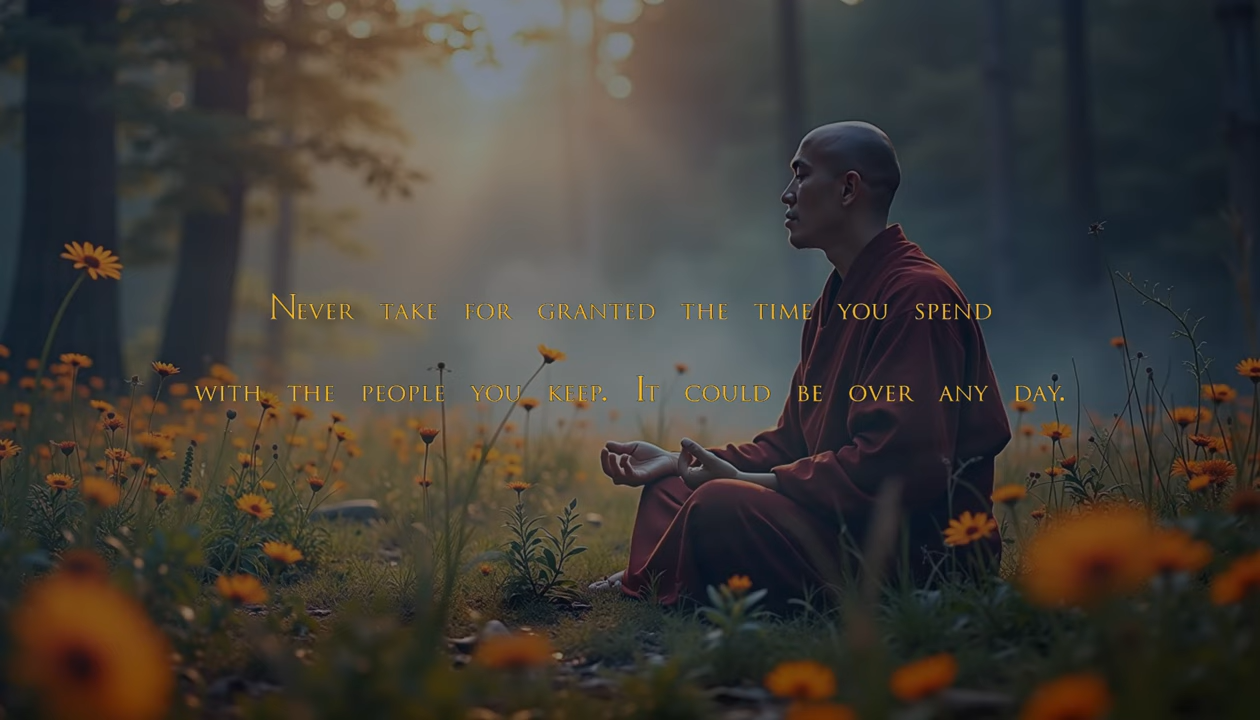 Never take for granted the time you spend
with the people you keep. It could be over any day.